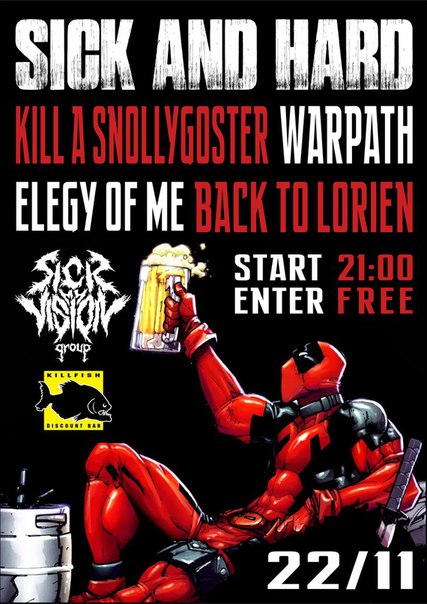 SICK AND HARD
KILL A SNOLLYGOSTER WARPATH
ELEGY OF ME BACK TO LORIEN
START 21:00
ENTER FREE
SICK
VISION
group
KILLFISH
DISCOUNT BAR
22/11